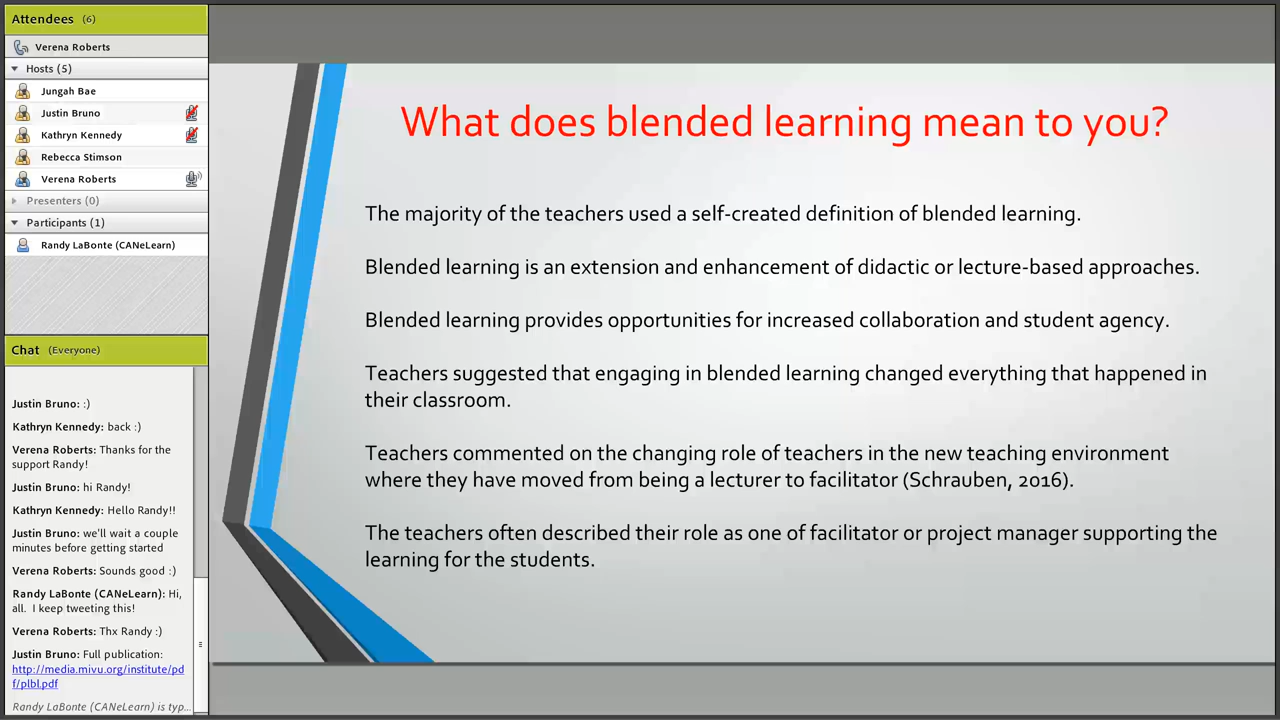 Attendees (6)
Verena Roberts
Hosts (5)
Jungah Bae
Justin Bruno
Kathryn Kennedy
Rebecca Stimson
Verena Roberts
Presenters (0)
Participants (1)
Randy LaBonte (CANeLearn)
Chat (Everyone)
Justin Bruno: :)
Kathryn Kennedy: back :)
Verena Roberts: Thanks for the
support Randy!
Justin Bruno: hi Randy!
Kathryn Kennedy: Hello Randy!!
Justin Bruno: we'll wait a couple
minutes before getting started
Verena Roberts: Sounds good :)
Randy LaBonte (CANeLearn): Hi,
all.  I keep tweeting this!
Verena Roberts: Thx Randy :)
Justin Bruno: Full publication:
http://media.mivu.org/institute/pd
f/plbl.pdf
Randy LaBonte (CANeLearn) is typ...
What does blended learning mean to you?
The majority of the teachers used a self-created definition of blended learning.
Blended learning is an extension and enhancement of didactic or lecture-based approaches.
Blended learning provides opportunities for increased collaboration and student agency.
Teachers suggested that engaging in blended learning changed everything that happened in
their classroom.
Teachers commented on the changing role of teachers in the new teaching environment
where they have moved from being a lecturer to facilitator (Schrauben, 2016).
The teachers often described their role as one of facilitator or project manager supporting the
learning for the students.